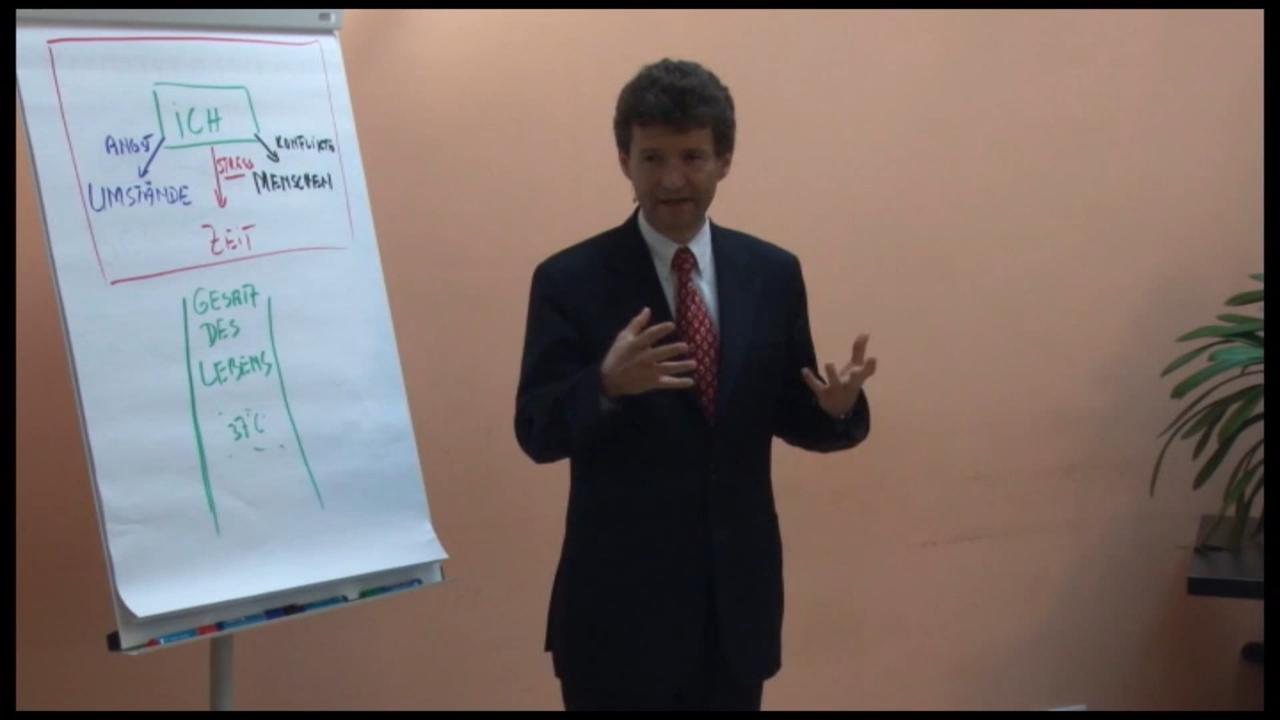 ICH
ANGST
KONFLIKTE
STRESS
UMSTÄNDE
MENSCHEN
ZEIT
GESETZ
DES
LEBENS
37°C